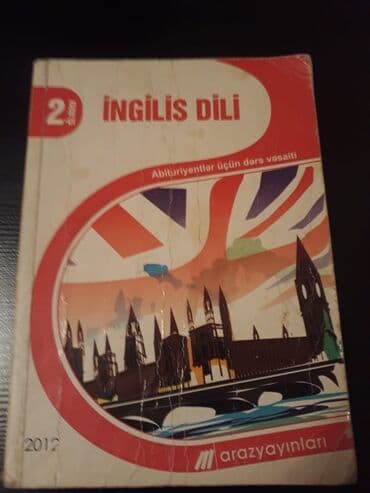 2
İNGİLİS DİLİ
Abituriyentlər üçün dərs vəsaiti
2012
arazyayınları